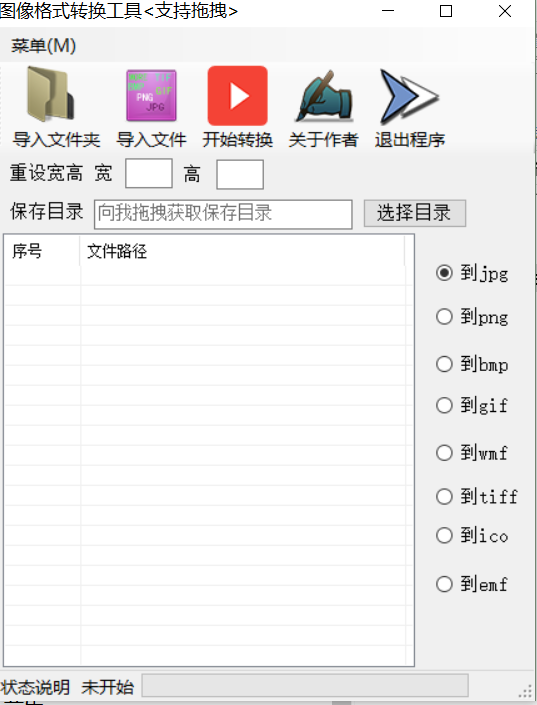 图像格式转换工具<支持拖拽>
菜单(M)
导入文件夹 导入文件 开始转换 关于作者 退出程序
重设宽高 宽 高
保存目录 向我拖拽获取保存目录 选择目录
序号 文件路径
到jpg
到png
到bmp
到gif
到wmf
到tiff
到ico
到emf
状态说明 未开始